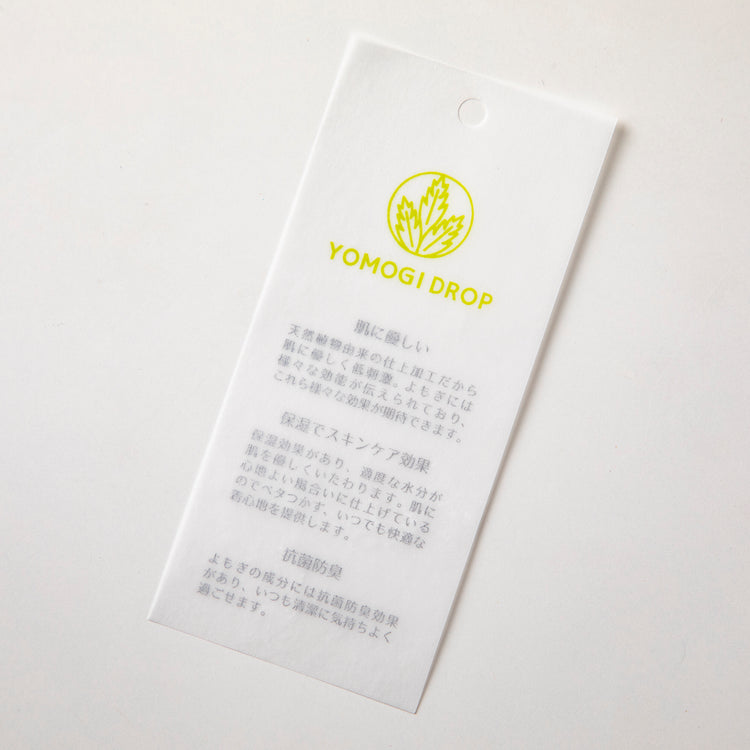 YOMOGI DROP
肌に優しい
天然植物由来の仕上加工だから
肌に優しく低刺激。よもぎには
様々な効能が伝えられており、
これら様々な効果が期待できます。
保湿でスキンケア効果
保湿効果があり、適度な水分が
肌を優しくいたわります。肌に
心地よい風合いに仕上げている
のでベタつかず、いつでも快適な
着心地を提供します。
抗菌防臭
よもぎの成分には抗菌防臭効果
があり、いつも清潔に気持ちよく
過ごせます。